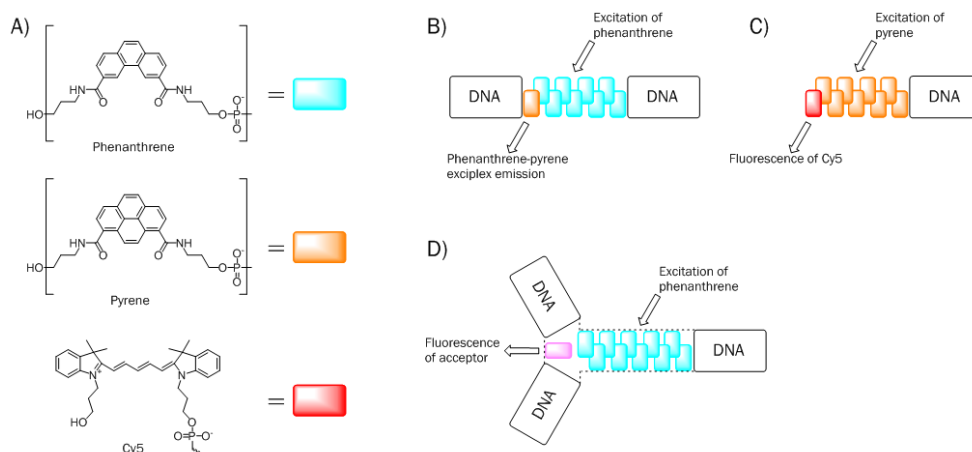 A)
HO
NH
O
O
HN
O
P
O-
O
Phenanthrene
=
HO
NH
O
O
HN
O
P
O-
O
Pyrene
=
N+
N
HO
O
O=P-O-
O
Cy5
=
B)
Excitation of
phenanthrene
DNA
DNA
Phenanthrene-pyrene
exciplex emission
C)
Excitation of
pyrene
DNA
Fluorescence of Cy5
D)
DNA
Excitation of
phenanthrene
Fluorescence
of acceptor
DNA
DNA